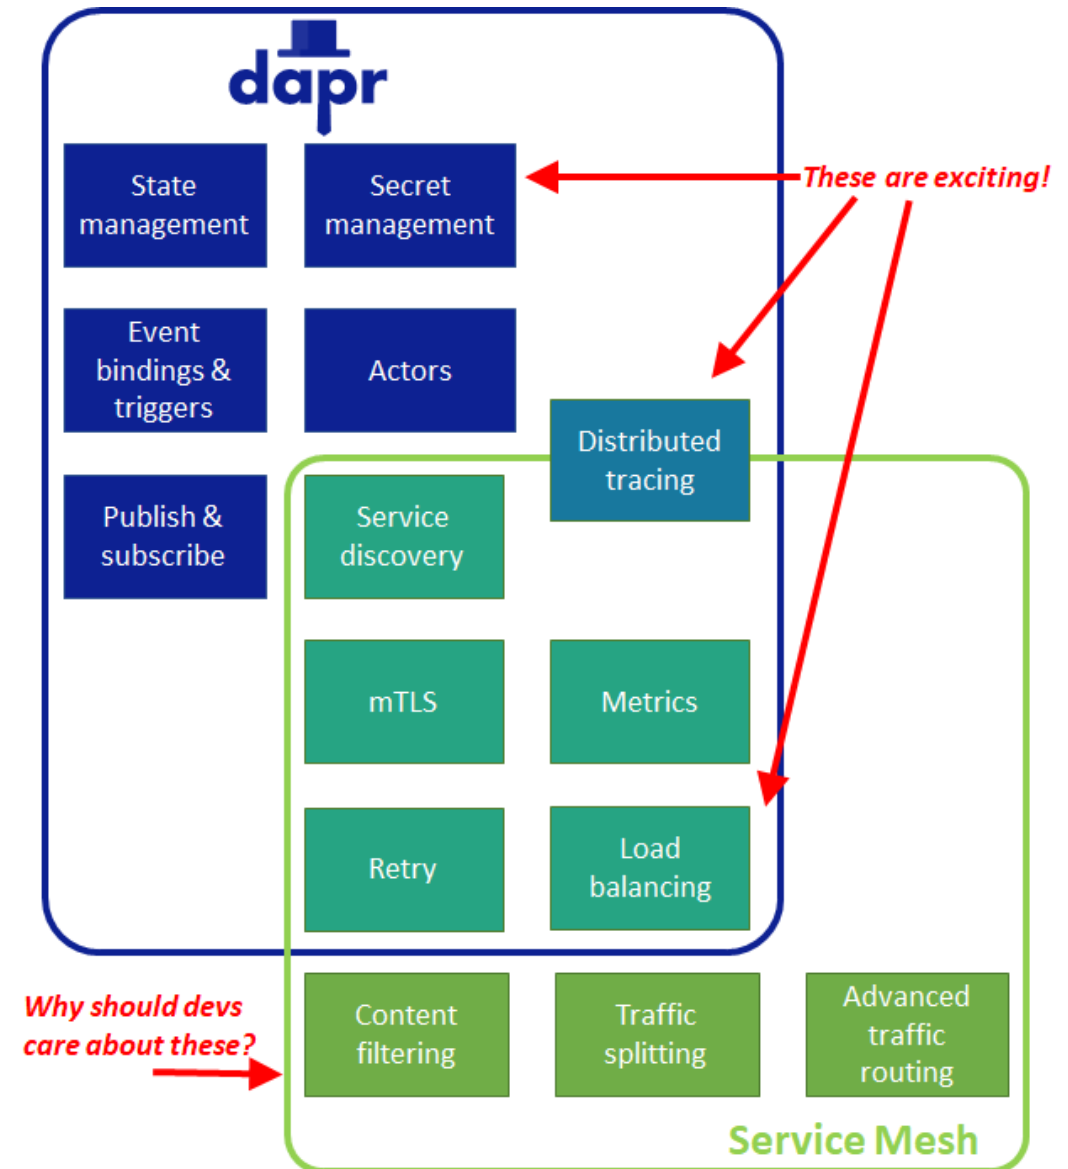 dapr
State
management
Secret
management
These are exciting!
Event
bindings &
triggers
Actors
Distributed
tracing
Publish &
subscribe
Service
discovery
mTLS
Metrics
Retry
Load
balancing
Why should devs
care about these?
Content
filtering
Traffic
splitting
Advanced
traffic
routing
Service Mesh